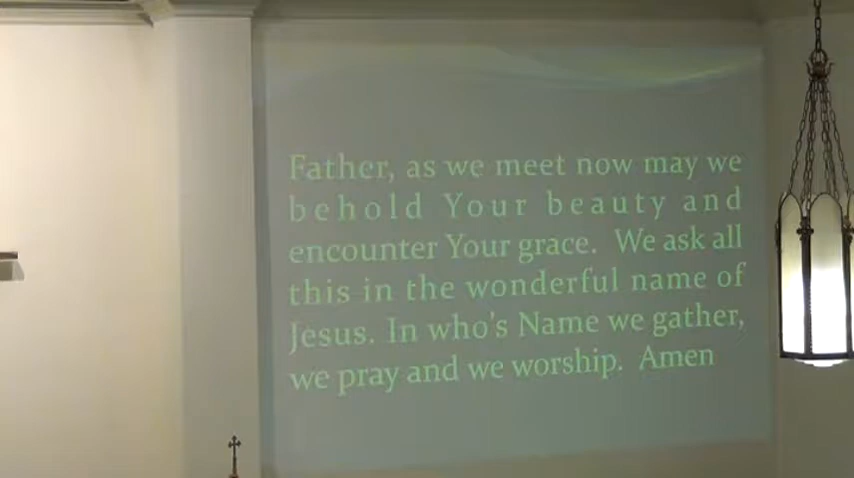 Father, as we meet now may we
behold Your beauty and
encounter Your grace. We ask all
this in the wonderful name of
Jesus. In who's Name we gather,
we pray and we worship. Amen